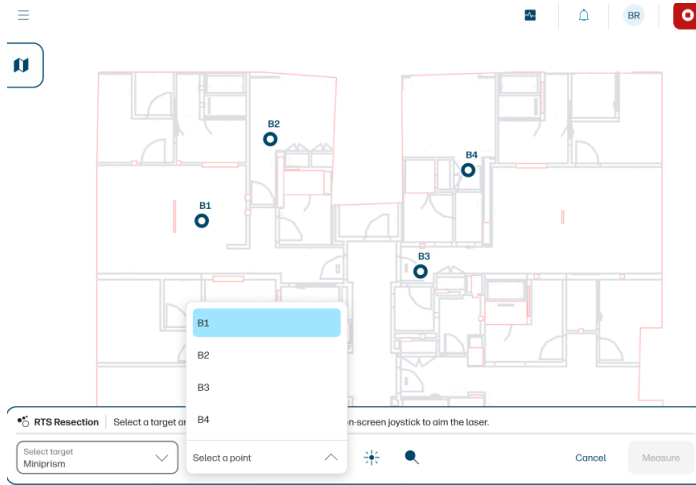 BR
B2
B4
B1
B3
B1
B2
B3
B4
RTS Resection Select a target n-screen joystick to aim the laser.
Select target
Miniprism
Select a point
Cancel
Measure